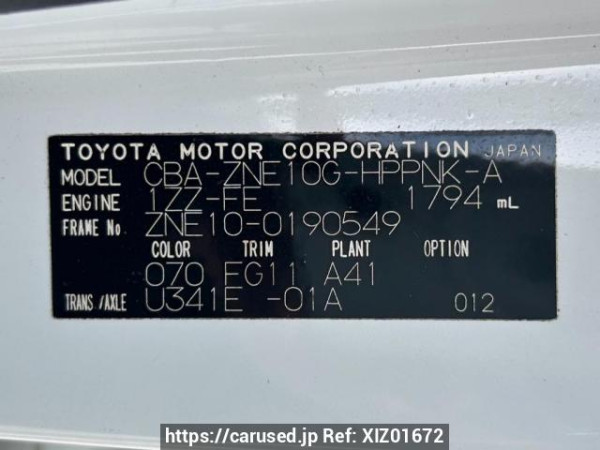 TOYOTA MOTOR CORPORATION JAPAN
MODEL CBA-ZNE10G-HPPNK-A
ENGINE 1ZZ-FE 1794 mL
FRAME No. ZNE10-0190549
COLOR TRIM PLANT OPTION
070 FG11 A41
TRANS/AXLE U341E -01A 012
https://carused.jp Ref: XIZ01672